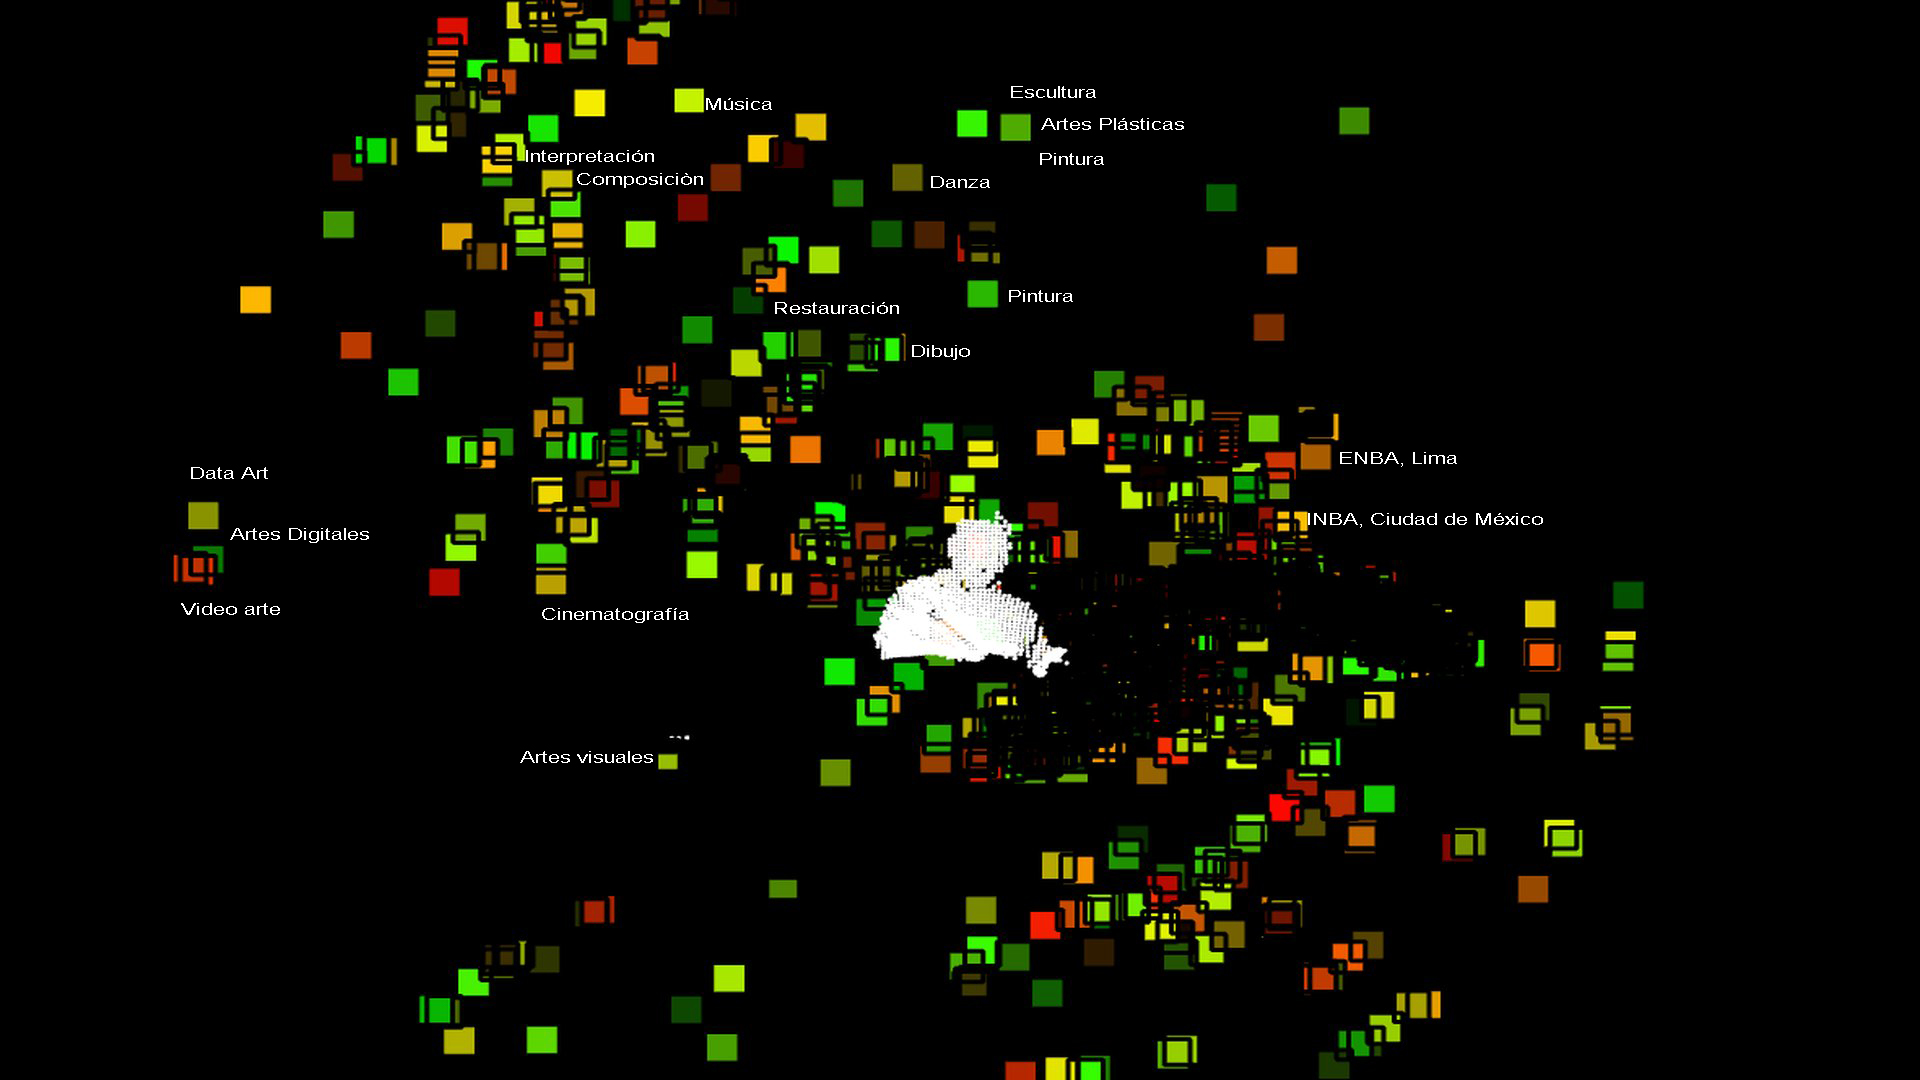 Escultura
Música
Artes Plásticas
Interpretación
Pintura
Composiciòn
Danza
Pintura
Restauración
Dibujo
ENBA, Lima
Data Art
INBA, Ciudad de México
Artes Digitales
Video arte
Cinematografía
Artes visuales